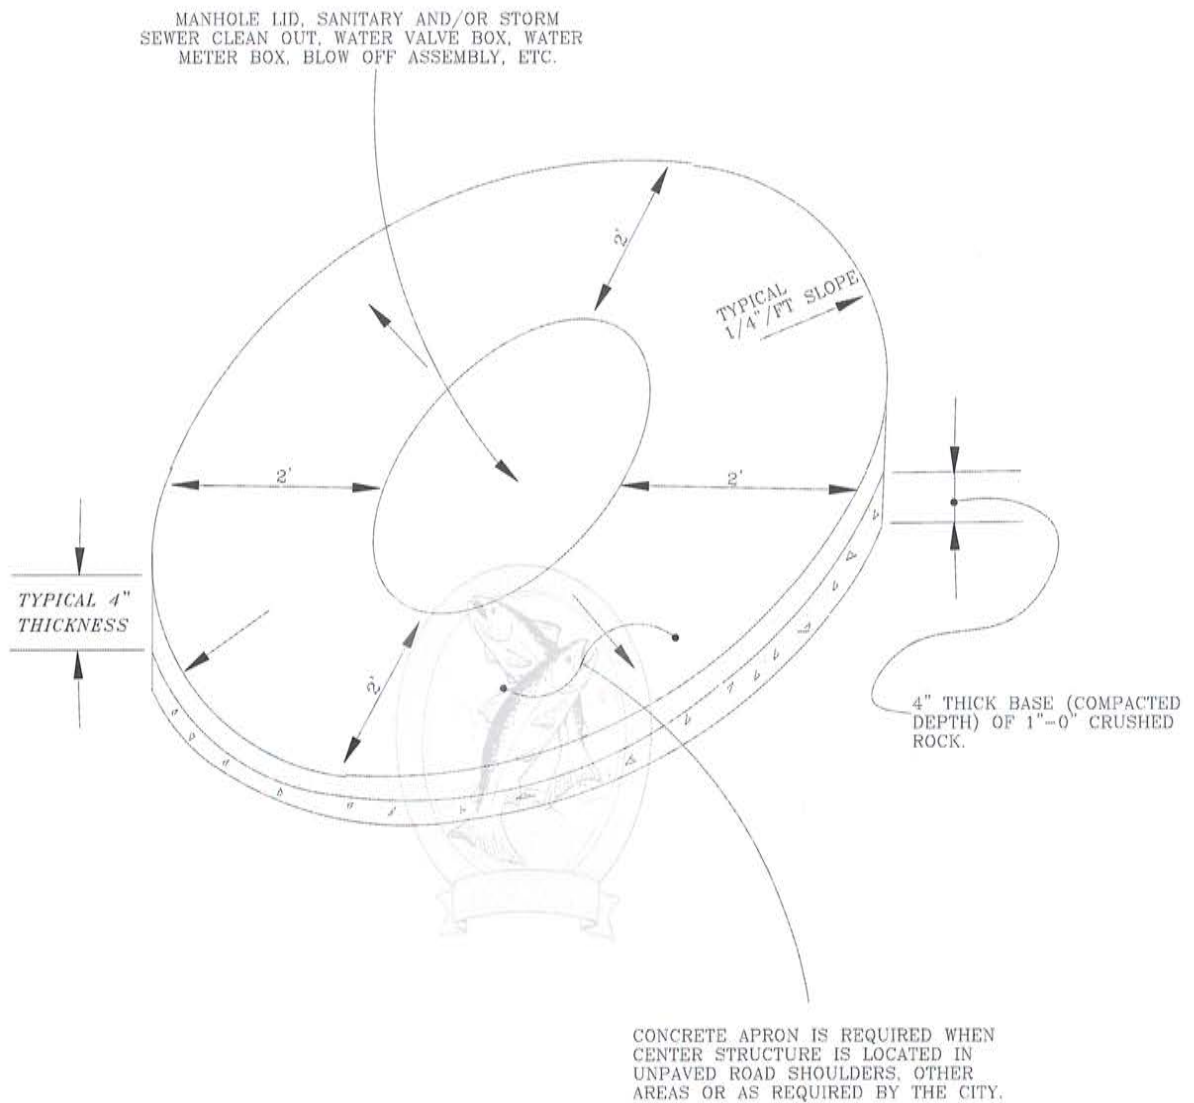 MANHOLE LID, SANITARY AND/OR STORM
SEWER CLEAN OUT, WATER VALVE BOX, WATER
METER BOX, BLOW OFF ASSEMBLY, ETC.
2'
TYPICAL
1/4"/FT SLOPE
2'
2'
TYPICAL 4"
THICKNESS
2'
4" THICK BASE (COMPACTED
DEPTH) OF 1"-0" CRUSHED
ROCK.
CONCRETE APRON IS REQUIRED WHEN
CENTER STRUCTURE IS LOCATED IN
UNPAVED ROAD SHOULDERS, OTHER
AREAS OR AS REQUIRED BY THE CITY.